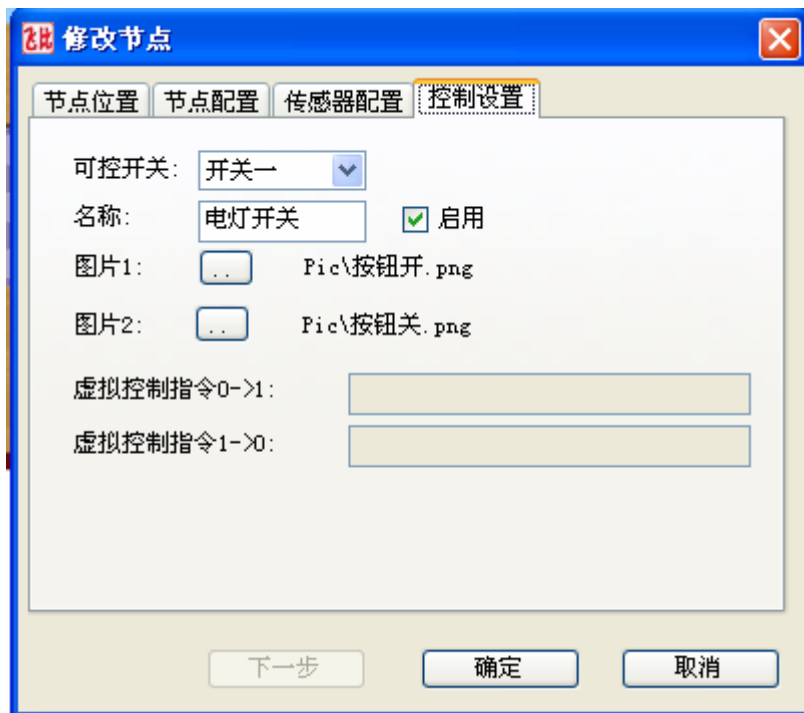 飞比 修改节点
节点位置 节点配置 传感器配置 控制设置
可控开关: 开关一
名称: 电灯开关 启用
图片1: .. Pic\按钮开.png
图片2: .. Pic\按钮关.png
虚拟控制指令0->1:
虚拟控制指令1->0:
下一步 确定 取消